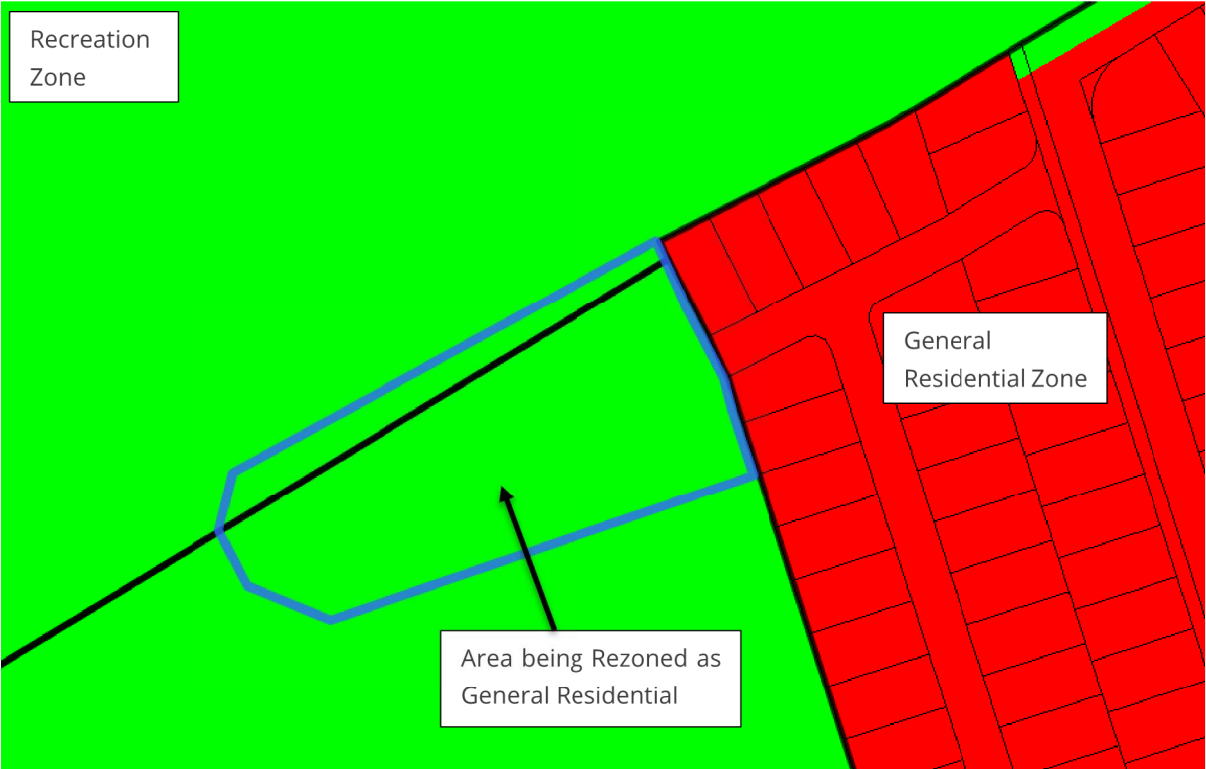 Recreation
Zone
General
Residential Zone
Area being Rezoned as
General Residential